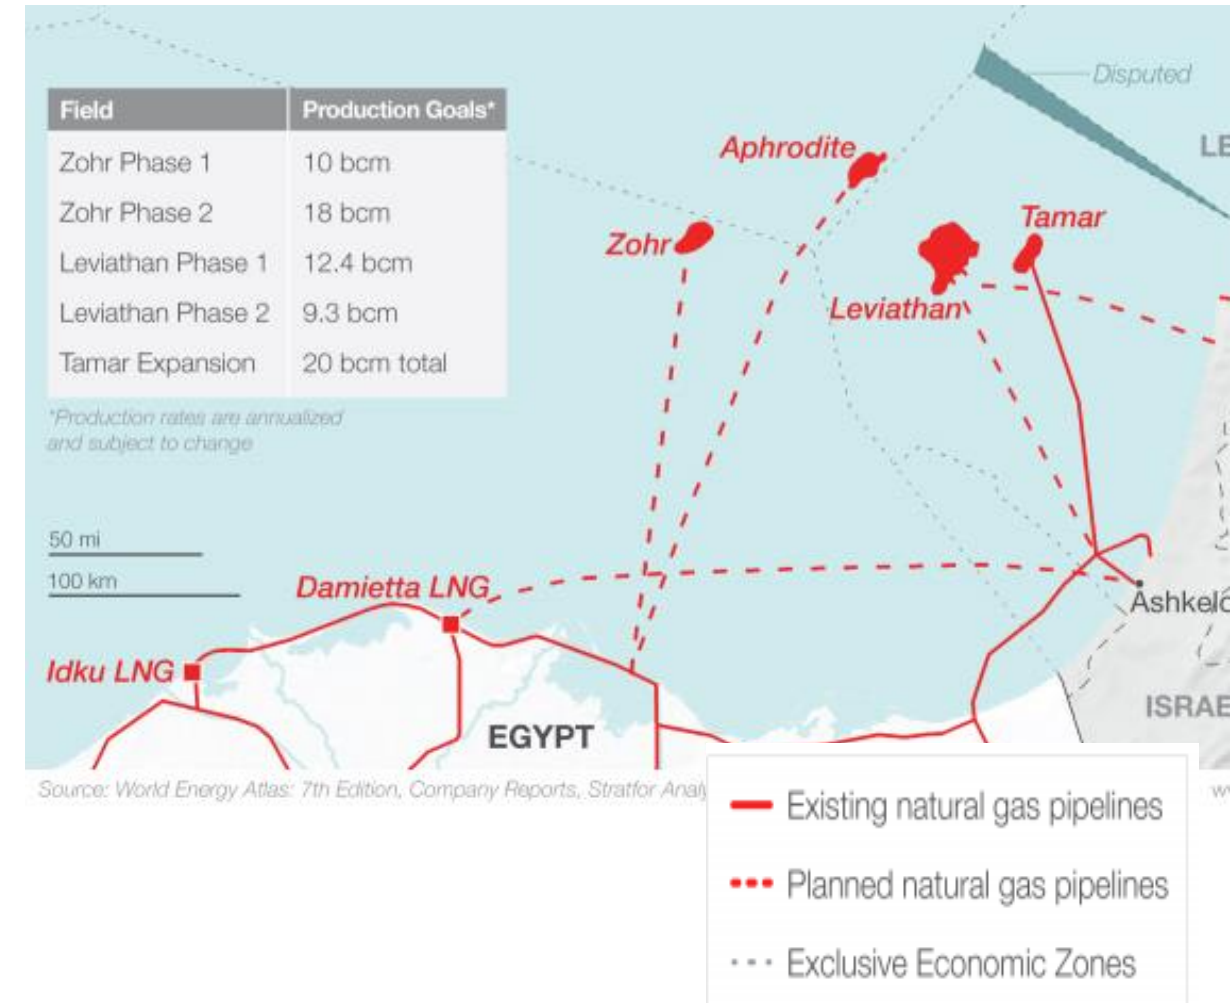 Disputed
Field Production Goals*
Zohr Phase 1 10 bcm
Zohr Phase 2 18 bcm
Leviathan Phase 1 12.4 bcm
Leviathan Phase 2 9.3 bcm
Tamar Expansion 20 bcm total
*Production rates are annualized
and subject to change
Aphrodite
LE
Zohr
Tamar
Leviathan
50 mi
100 km
Damietta LNG
Ashkelo
Idku LNG
ISRAE
EGYPT
Source: World Energy Atlas: 7th Edition, Company Reports, Stratfor Analy
Existing natural gas pipelines
Planned natural gas pipelines
Exclusive Economic Zones